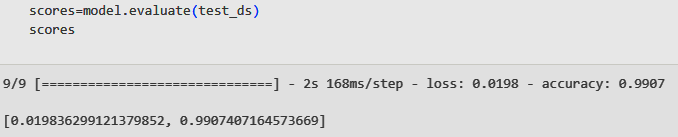 scores=model.evaluate(test_ds)
scores
9/9 [==============================] - 2s 168ms/step - loss: 0.0198 - accuracy: 0.9907
[0.019836299121379852, 0.9907407164573669]